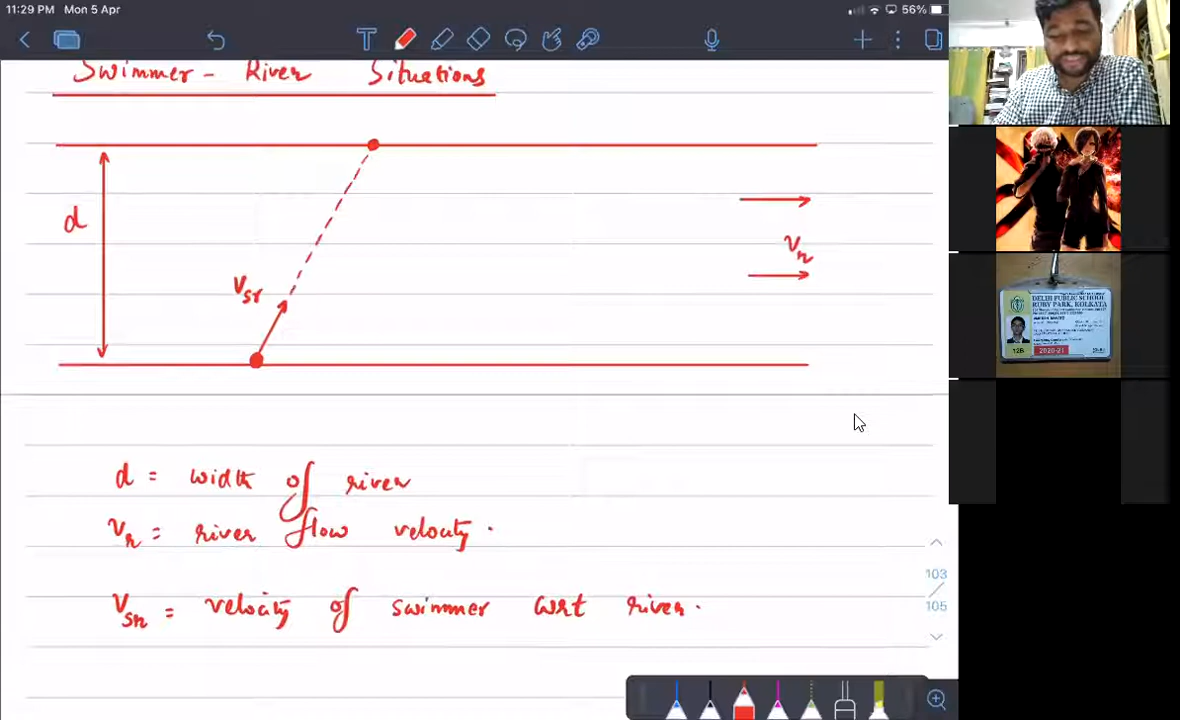 11:29 PM Mon 5 Apr
56%
Swimmer - River Situations
d
Vsr
Vr
d = width of river
Vr = river flow velocity.
Vsr = velocity of swimmer wrt river.
103
105
DELHI PUBLIC SCHOOL
RUBY PARK, KOLKATA
12B
2020-21